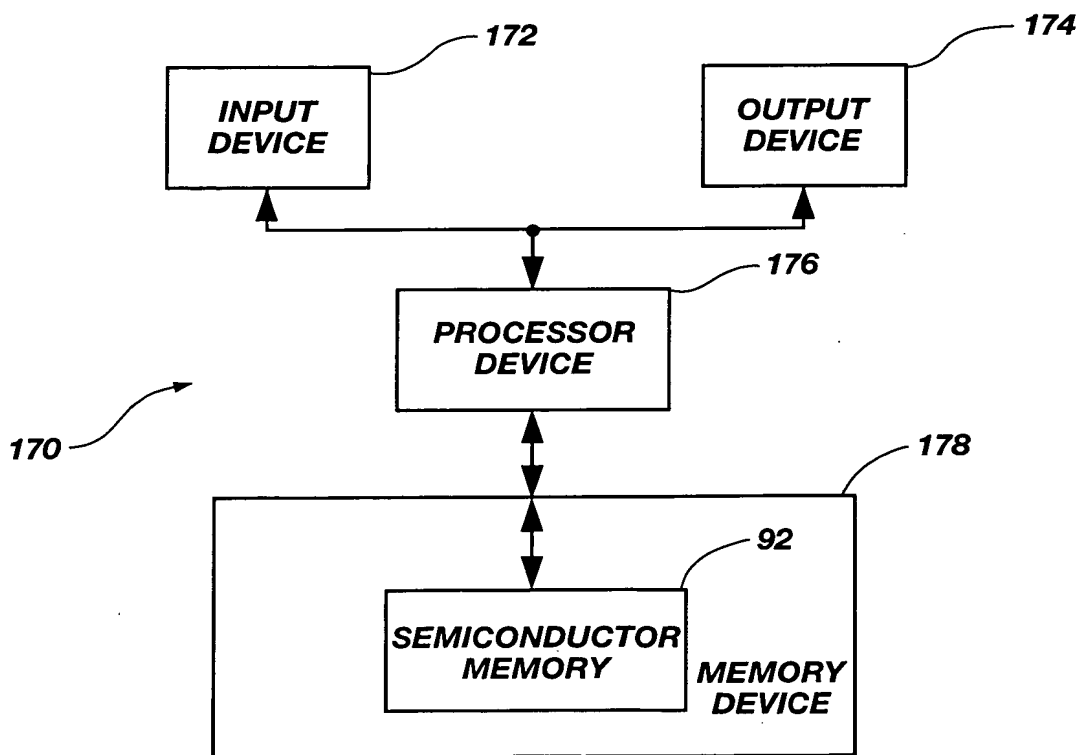 172
174
INPUT
DEVICE
OUTPUT
DEVICE
176
PROCESSOR
DEVICE
170
178
92
SEMICONDUCTOR
MEMORY
MEMORY
DEVICE